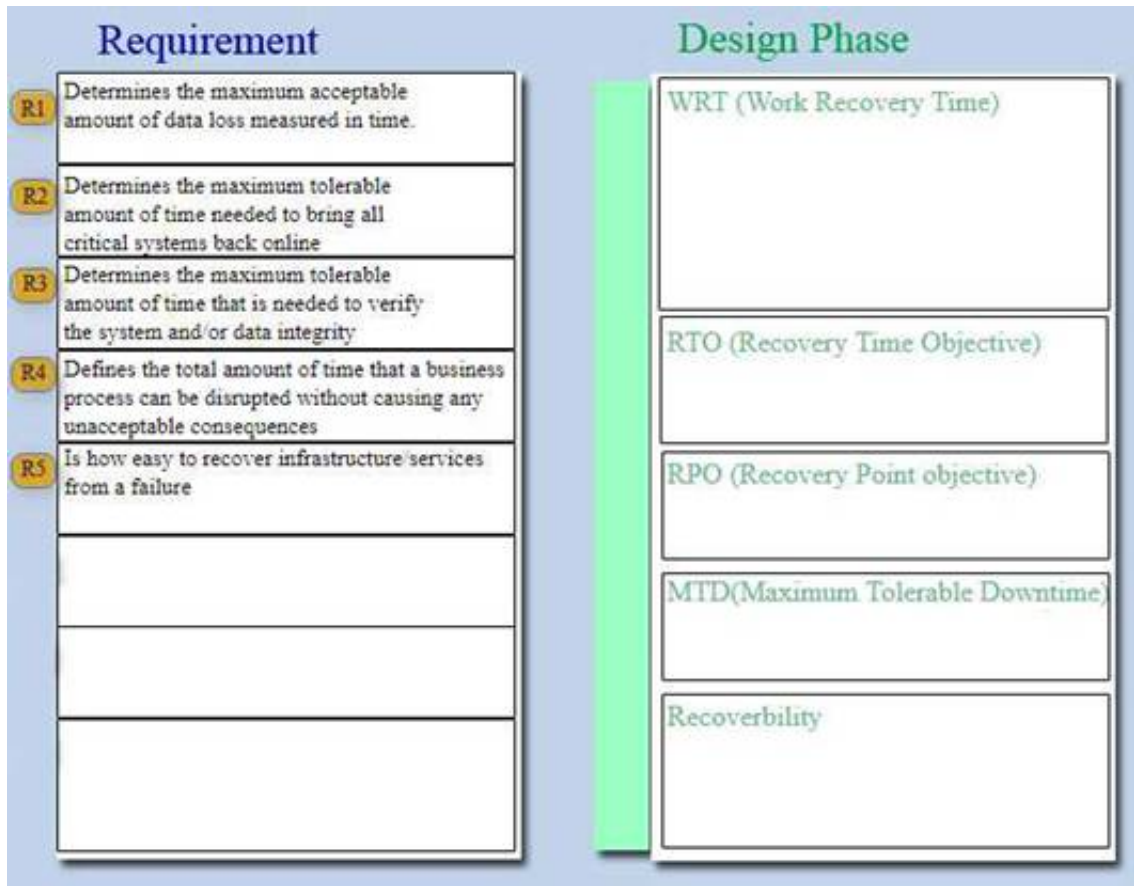 Requirement
R1
Determines the maximum acceptable
amount of data loss measured in time.
R2
Determines the maximum tolerable
amount of time needed to bring all
critical systems back online
R3
Determines the maximum tolerable
amount of time that is needed to verify
the system and/or data integrity
R4
Defines the total amount of time that a business
process can be disrupted without causing any
unacceptable consequences
R5
Is how easy to recover infrastructure/services
from a failure
Design Phase
WRT (Work Recovery Time)
RTO (Recovery Time Objective)
RPO (Recovery Point objective)
MTD(Maximum Tolerable Downtime)
Recoverbility